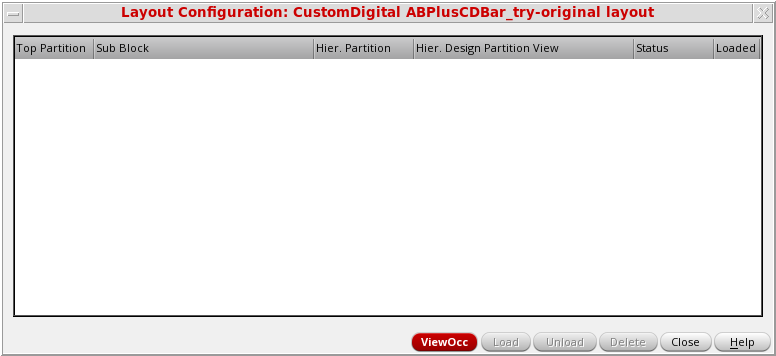 Layout Configuration: CustomDigital ABPlusCDBar_try-original layout
Top Partition Sub Block Hier. Partition Hier. Design Partition View Status Loaded
ViewOcc Load Unload Delete Close Help